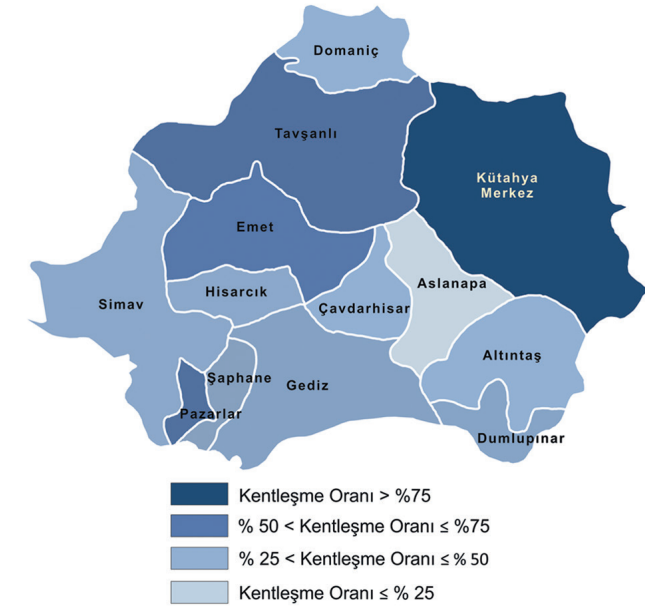 Domaniç
Tavşanlı
Kütahya
Merkez
Emet
Aslanapa
Simav
Hisarcık
Çavdarhisar
Altıntaş
Şaphane
Gediz
Pazarlar
Dumlupınar
Kentleşme Oranı > %75
% 50 < Kentleşme Oranı ≤ %75
% 25 < Kentleşme Oranı ≤ % 50
Kentleşme Oranı ≤ % 25